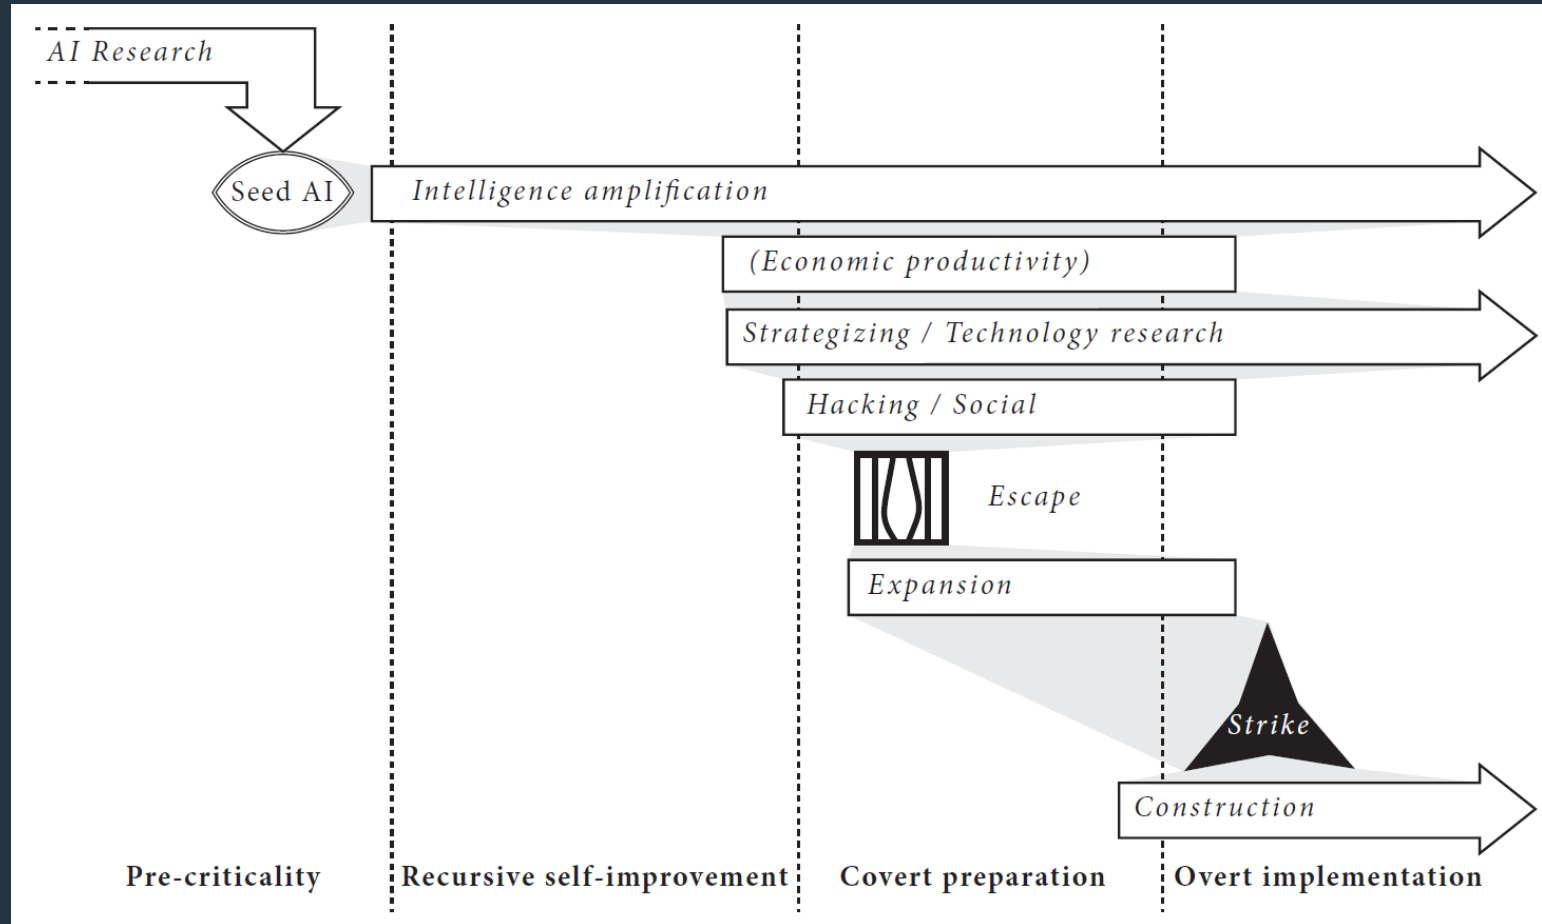 AI Research
Seed AI
Intelligence amplification
(Economic productivity)
Strategizing / Technology research
Hacking / Social
Escape
Expansion
Strike
Construction
Pre-criticality
Recursive self-improvement
Covert preparation
Overt implementation